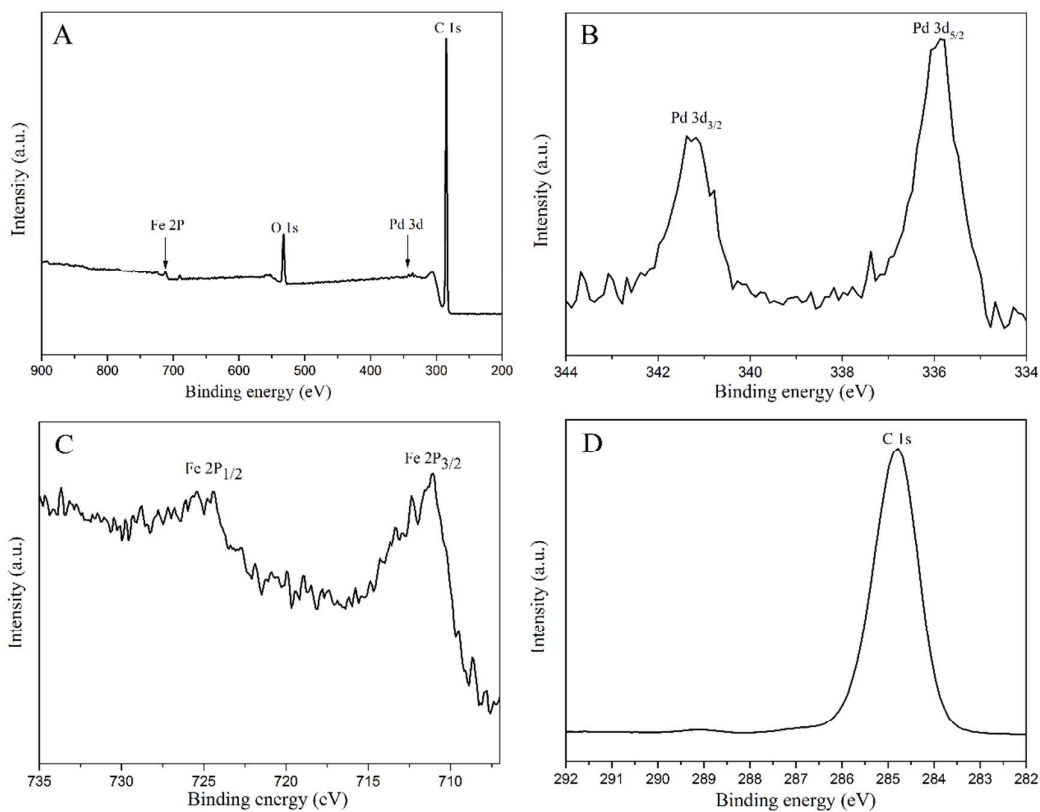 A
C 1s
Fe 2P
O 1s
Pd 3d
Intensity (a.u.)
900 800 700 600 500 400 300 200
Binding energy (eV)
B
Pd 3d5/2
Pd 3d3/2
Intensity (a.u.)
344 342 340 338 336 334
Binding energy (eV)
C
Fe 2P1/2
Fe 2P3/2
Intensity (a.u.)
735 730 725 720 715 710
Binding energy (eV)
D
C 1s
Intensity (a.u.)
292 291 290 289 288 287 286 285 284 283 282
Binding energy (eV)